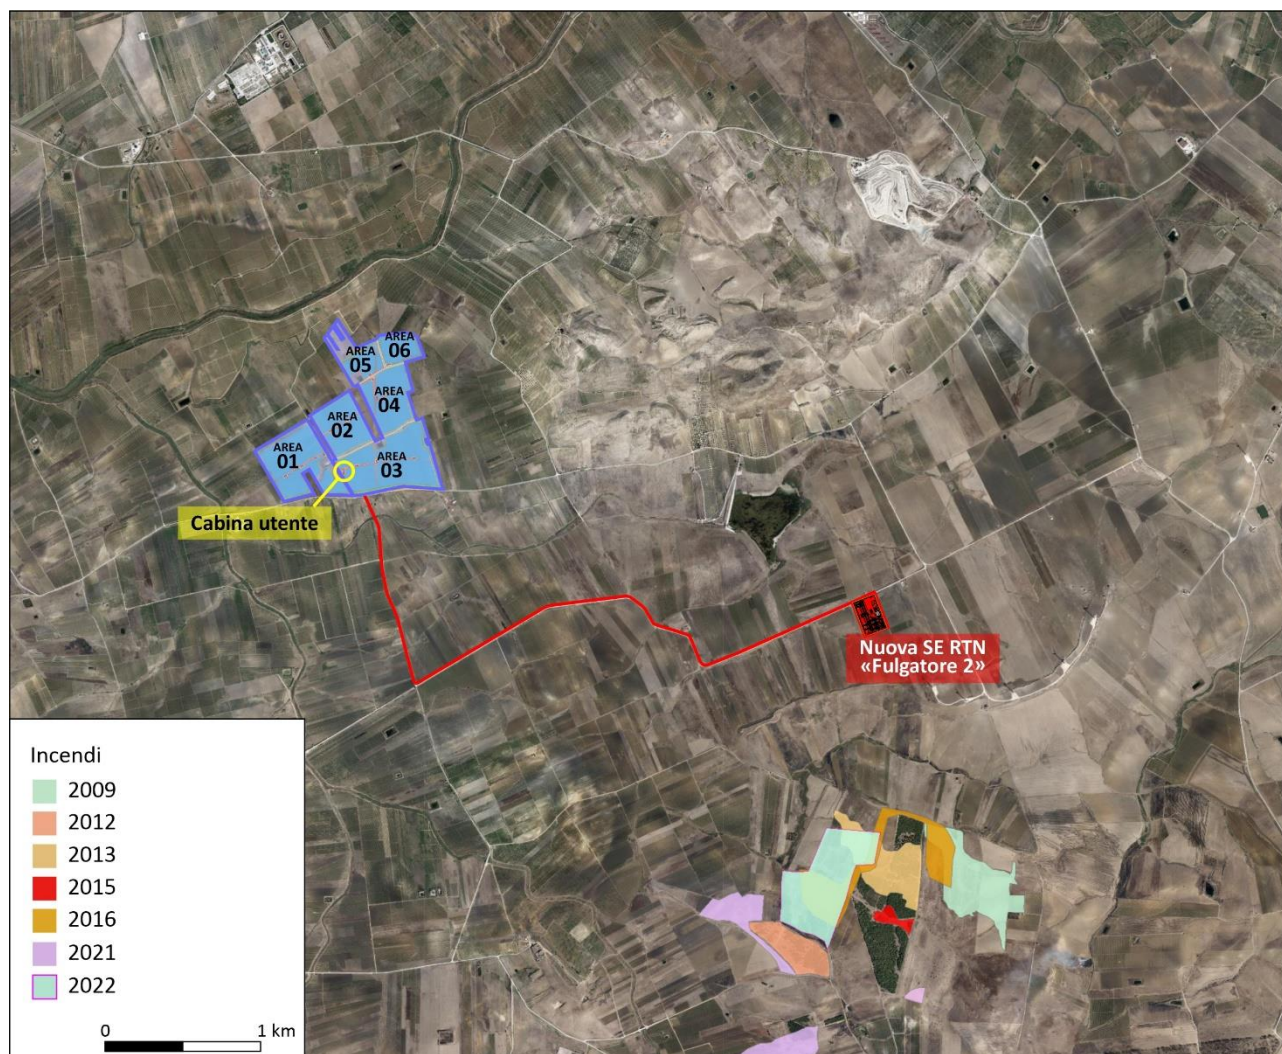 AREA
06
AREA
05
AREA
04
AREA
02
AREA
01
AREA
03
Cabina utente
Nuova SE RTN
«Fulgatore 2»
Incendi
2009
2012
2013
2015
2016
2021
2022
0 1 km